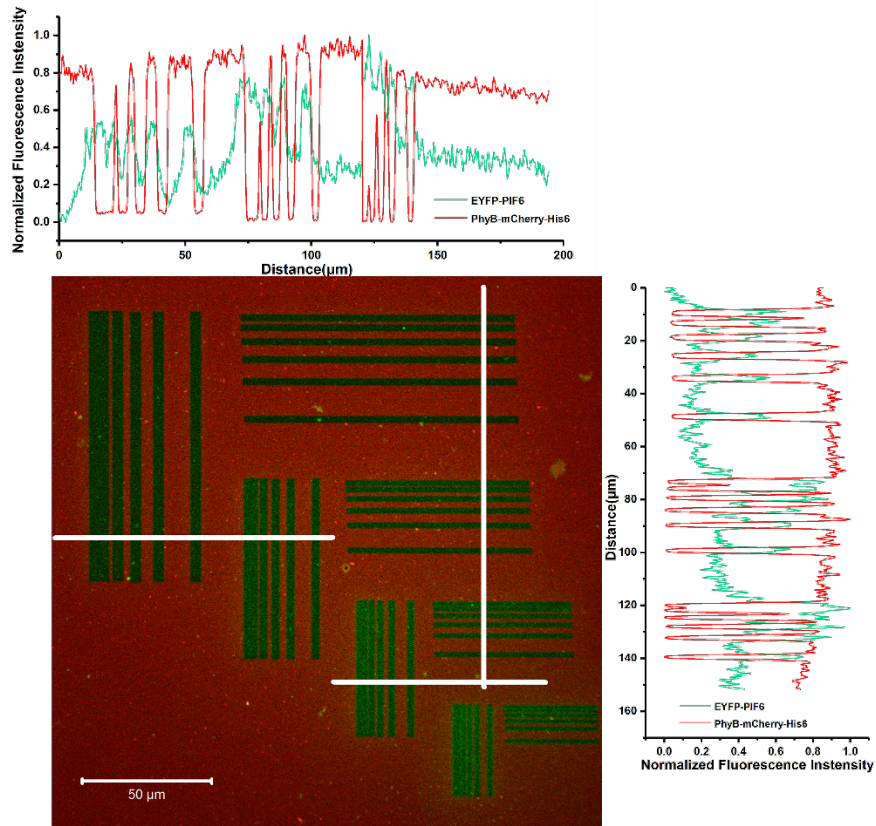 Normalized Fluorescence Instensity
1.0
0.8
0.6
0.4
0.2
0.0
EYFP-PIF6
PhyB-mCherry-His6
0 50 100 150 200
Distance(µm)
50 µm
Distance(µm)
0
20
40
60
80
100
120
140
160
EYFP-PIF6
PhyB-mCherry-His6
0.0 0.2 0.4 0.6 0.8 1.0
Normalized Fluorescence Instensity